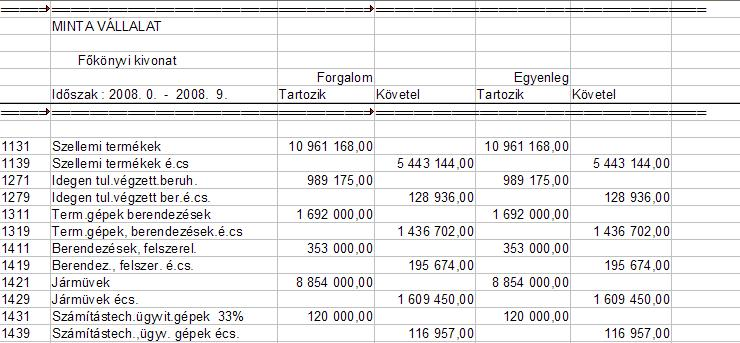 MINTA VÁLLALAT
Főkönyvi kivonat
Forgalom Egyenleg
Időszak : 2008. 0. - 2008. 9. Tartozik Követel Tartozik Követel
1131 Szellemi termékek 10 961 168,00 10 961 168,00
1139 Szellemi termékek é.cs 5 443 144,00 5 443 144,00
1271 Idegen tul.végzett.beruh. 989 175,00 989 175,00
1279 Idegen tul.végzett ber.é.cs. 128 936,00 128 936,00
1311 Term.gépek berendezések 1 692 000,00 1 692 000,00
1319 Term.gépek, berendezések.é.cs 1 436 702,00 1 436 702,00
1411 Berendezések, felszerel. 353 000,00 353 000,00
1419 Berendez., felszer. é.cs. 195 674,00 195 674,00
1421 Járművek 8 854 000,00 8 854 000,00
1429 Járművek écs. 1 609 450,00 1 609 450,00
1431 Számítástech.ügyvit.gépek 33% 120 000,00 120 000,00
1439 Számítástech.,ügyv. gépek écs. 116 957,00 116 957,00